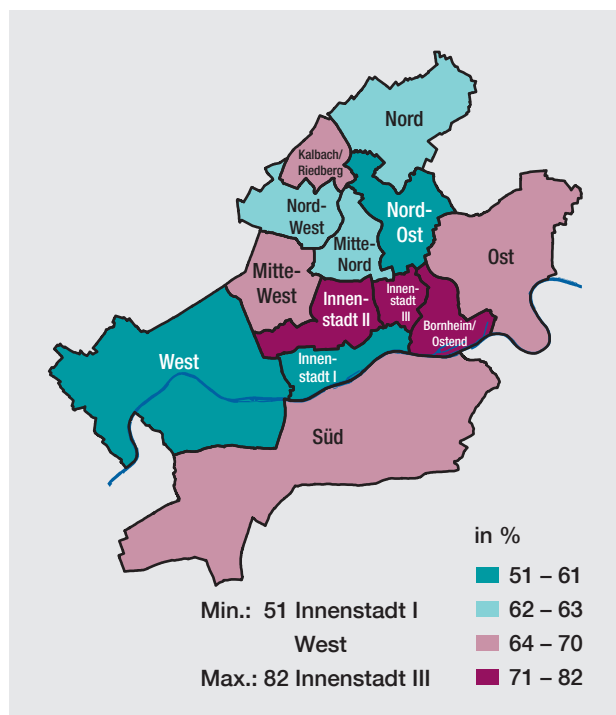 Nord
Kalbach/
Riedberg
Nord-
West
Nord-
Ost
Mitte-
Nord
Ost
Mitte-
West
Innen-
stadt II
Innen-
stadt
III
Bornheim/
Ostend
West
Innen-
stadt I
Süd
in %
51 – 61
62 – 63
64 – 70
71 – 82
Min.: 51 Innenstadt I
West
Max.: 82 Innenstadt III